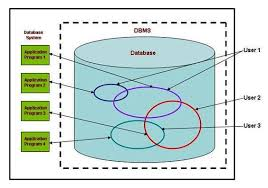 Database
System
DBMS
Application
Program 1
Database
User 1
Application
Program 2
User 2
Application
Program 3
User 3
Application
Program 4